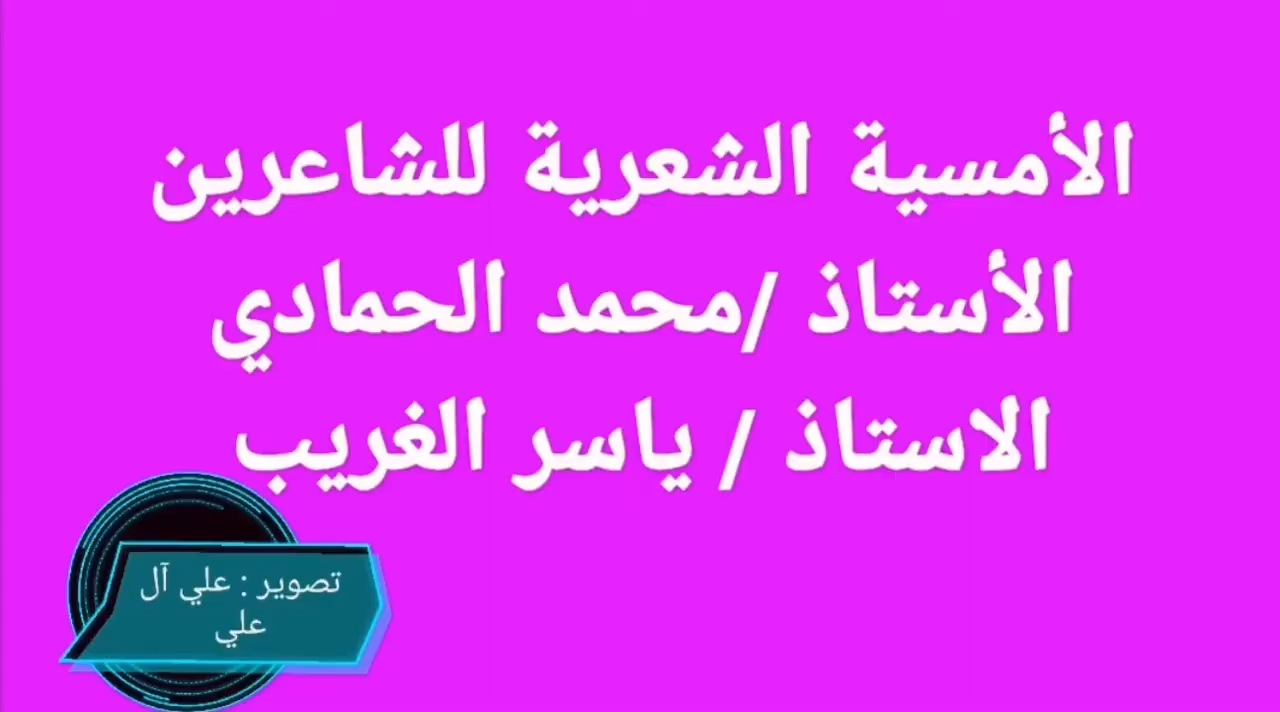 الأمسية الشعرية للشاعرين
الأستاذ /محمد الحمادي
الاستاذ / ياسر الغريب
تصوير : علي آل
علي